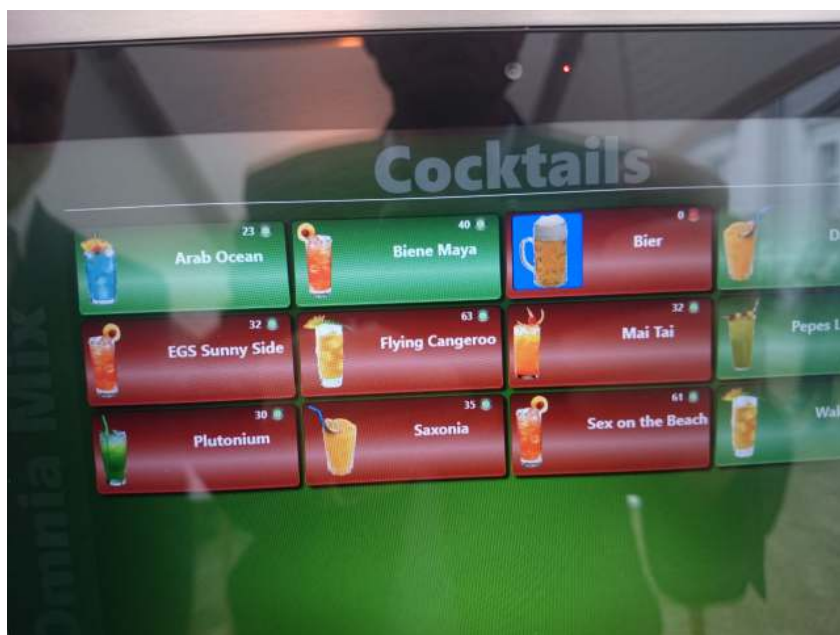 Cocktails
23
Arab Ocean
40
Biene Maya
0
Bier
D
32
EGS Sunny Side
63
Flying Cangeroo
32
Mai Tai
Pepes L
30
Plutonium
35
Saxonia
61
Sex on the Beach
Wal
omnia Mix